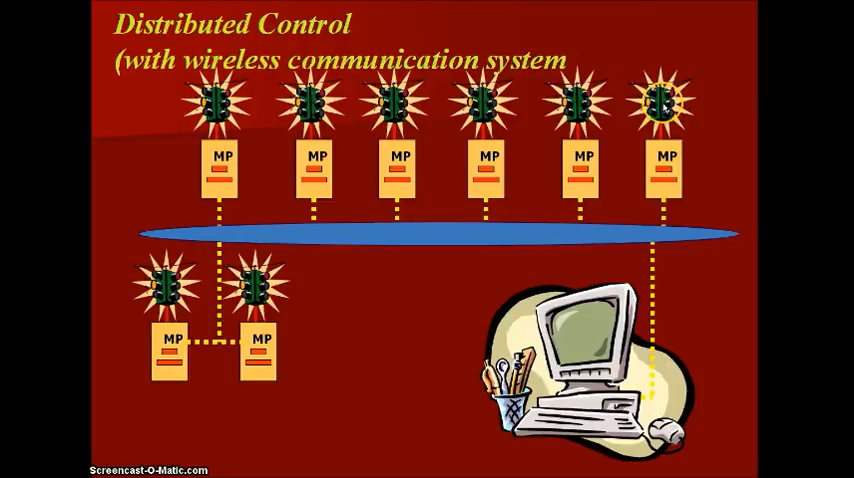 Distributed Control
(with wireless communication system
MP MP MP MP MP MP
MP MP
Screencast-O-Matic.com